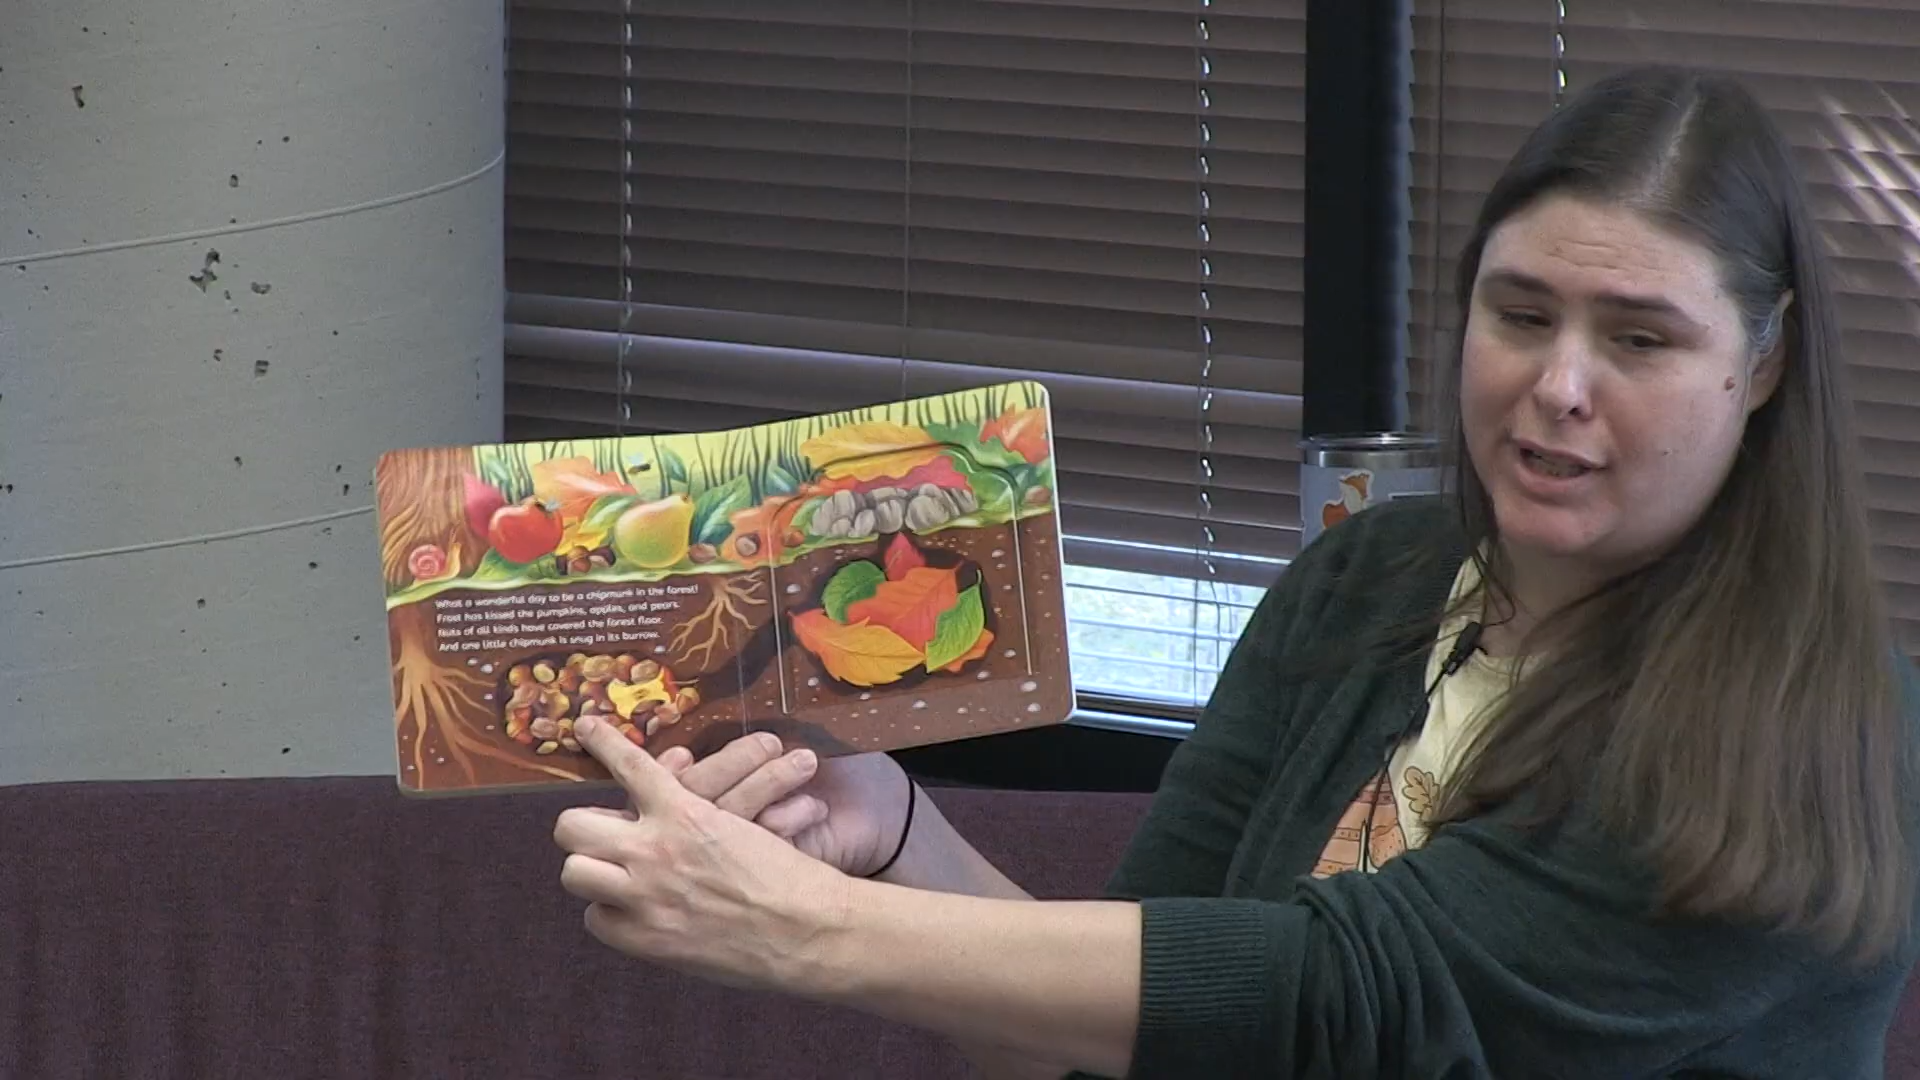 What a wonderful day to be a chipmunk in the forest!
Frost has kissed the pumpkins, apples, and pears.
Nuts of all kinds have covered the forest floor.
And one little chipmunk is snug in its burrow.